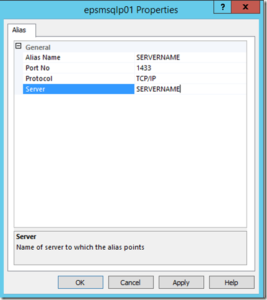 epsmsqlp01 Properties
?
x
Alias
General
Alias Name SERVERNAME
Port No 1433
Protocol TCP/IP
Server SERVERNAME
Server
Name of server to which the alias points
OK Cancel Apply Help